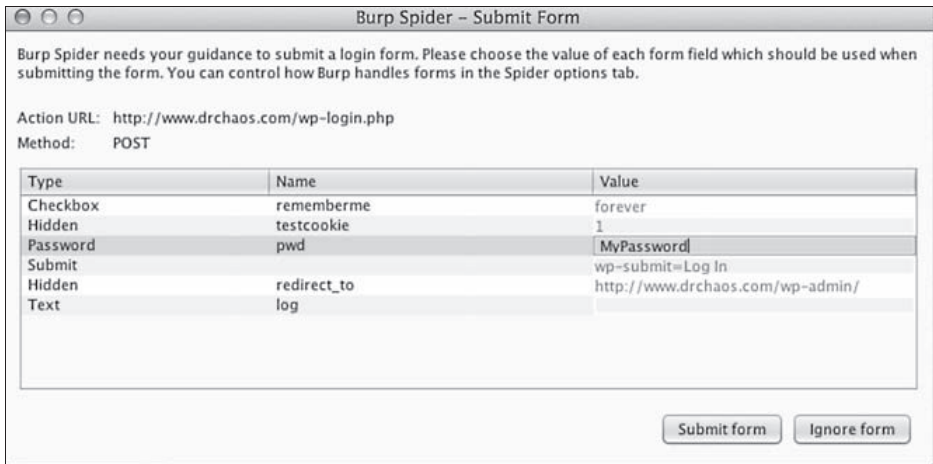 Burp Spider – Submit Form
Burp Spider needs your guidance to submit a login form. Please choose the value of each form field which should be used when
submitting the form. You can control how Burp handles forms in the Spider options tab.
Action URL: http://www.drchaos.com/wp-login.php
Method: POST
Type Name Value
Checkbox rememberme forever
Hidden testcookie 1
Password pwd MyPassword
Submit wp-submit=Log In
Hidden redirect_to http://www.drchaos.com/wp-admin/
Text log
Submit form Ignore form